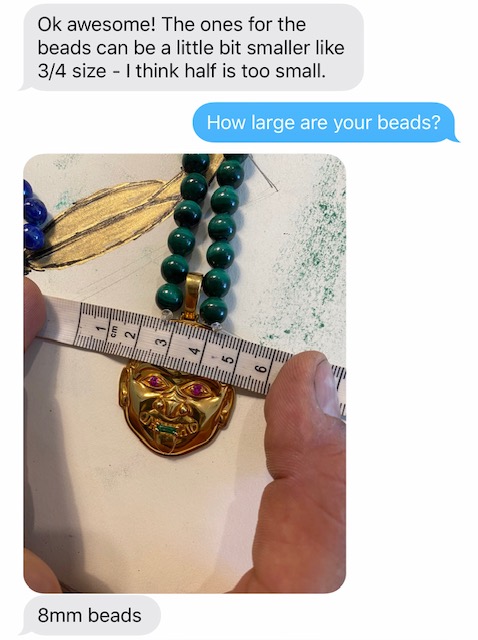 Ok awesome! The ones for the
beads can be a little bit smaller like
3/4 size - I think half is too small.
How large are your beads?
1 cm 2 3 4 5 6
8mm beads